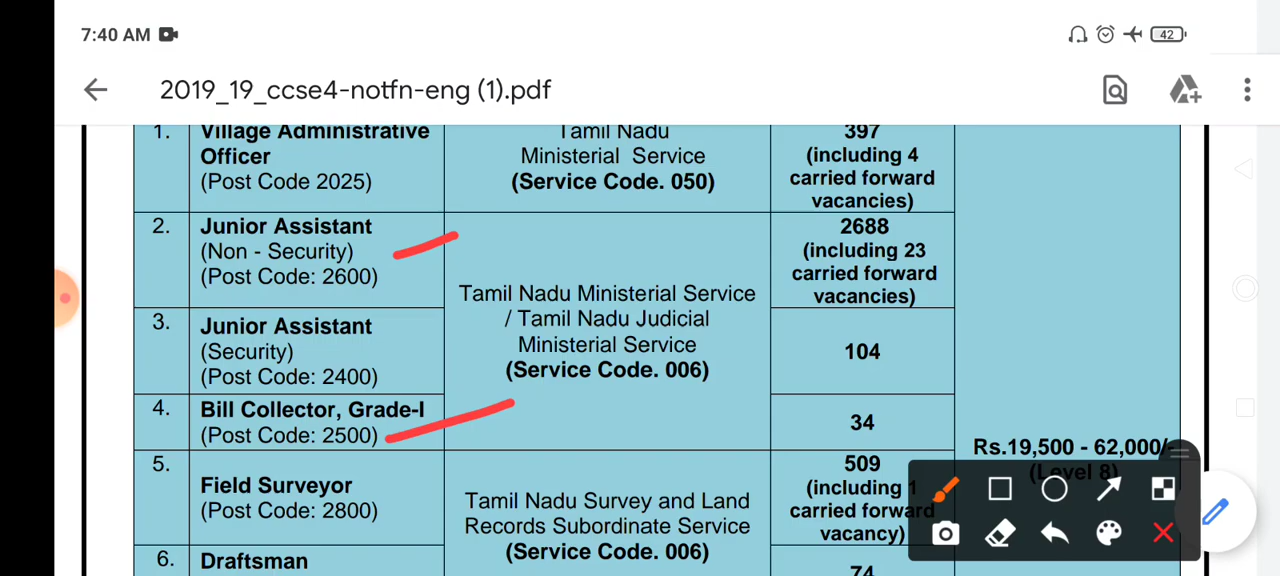 7:40 AM
42
2019_19_ccse4-notfn-eng (1).pdf
1. Village Administrative Officer (Post Code 2025)
Tamil Nadu
Ministerial Service
(Service Code. 050)
397
(including 4
carried forward
vacancies)
2. Junior Assistant
(Non - Security)
(Post Code: 2600)
2688
(including 23
carried forward
vacancies)
Tamil Nadu Ministerial Service
/ Tamil Nadu Judicial
Ministerial Service
(Service Code. 006)
3. Junior Assistant
(Security)
(Post Code: 2400)
104
4. Bill Collector, Grade-I
(Post Code: 2500)
34
Rs.19,500 - 62,000/-
(Level 8)
5. Field Surveyor
(Post Code: 2800)
Tamil Nadu Survey and Land
Records Subordinate Service
(Service Code. 006)
509
(including 1
carried forward
vacancy)
6. Draftsman
74